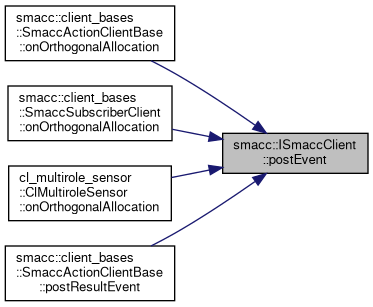 smacc::client_bases
::SmaccActionClientBase
::onOrthogonalAllocation
smacc::client_bases
::SmaccSubscriberClient
::onOrthogonalAllocation
smacc::ISmaccClient
::postEvent
cl_multirole_sensor
::ClMultiroleSensor
::onOrthogonalAllocation
smacc::client_bases
::SmaccActionClientBase
::postResultEvent